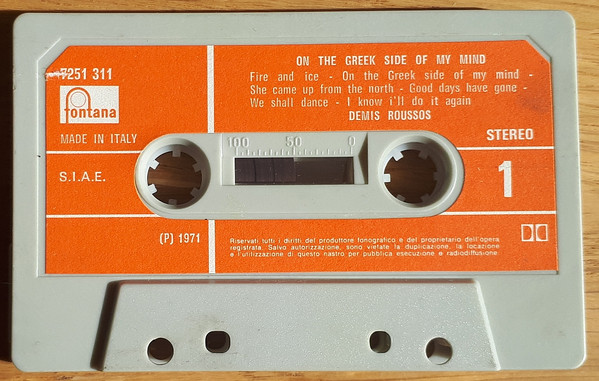 ON THE GREEK SIDE OF MY MIND
Fire and ice - On the Greek side of my mind -
She came up from the north - Good days have gone -
We shall dance - I know i'll do it again
DEMIS ROUSSOS
7251 311
fontana
MADE IN ITALY
STEREO
100 50 0
S.I.A.E.
1
(P) 1971
Riservati tutti i diritti del produttore fonografico e del proprietario dell'opera
registrata. Salvo autorizzazione, sono vietate la duplicazione, la locazione
e l'utilizzazione di questo nastro per pubblica esecuzione e radiodiffusione.